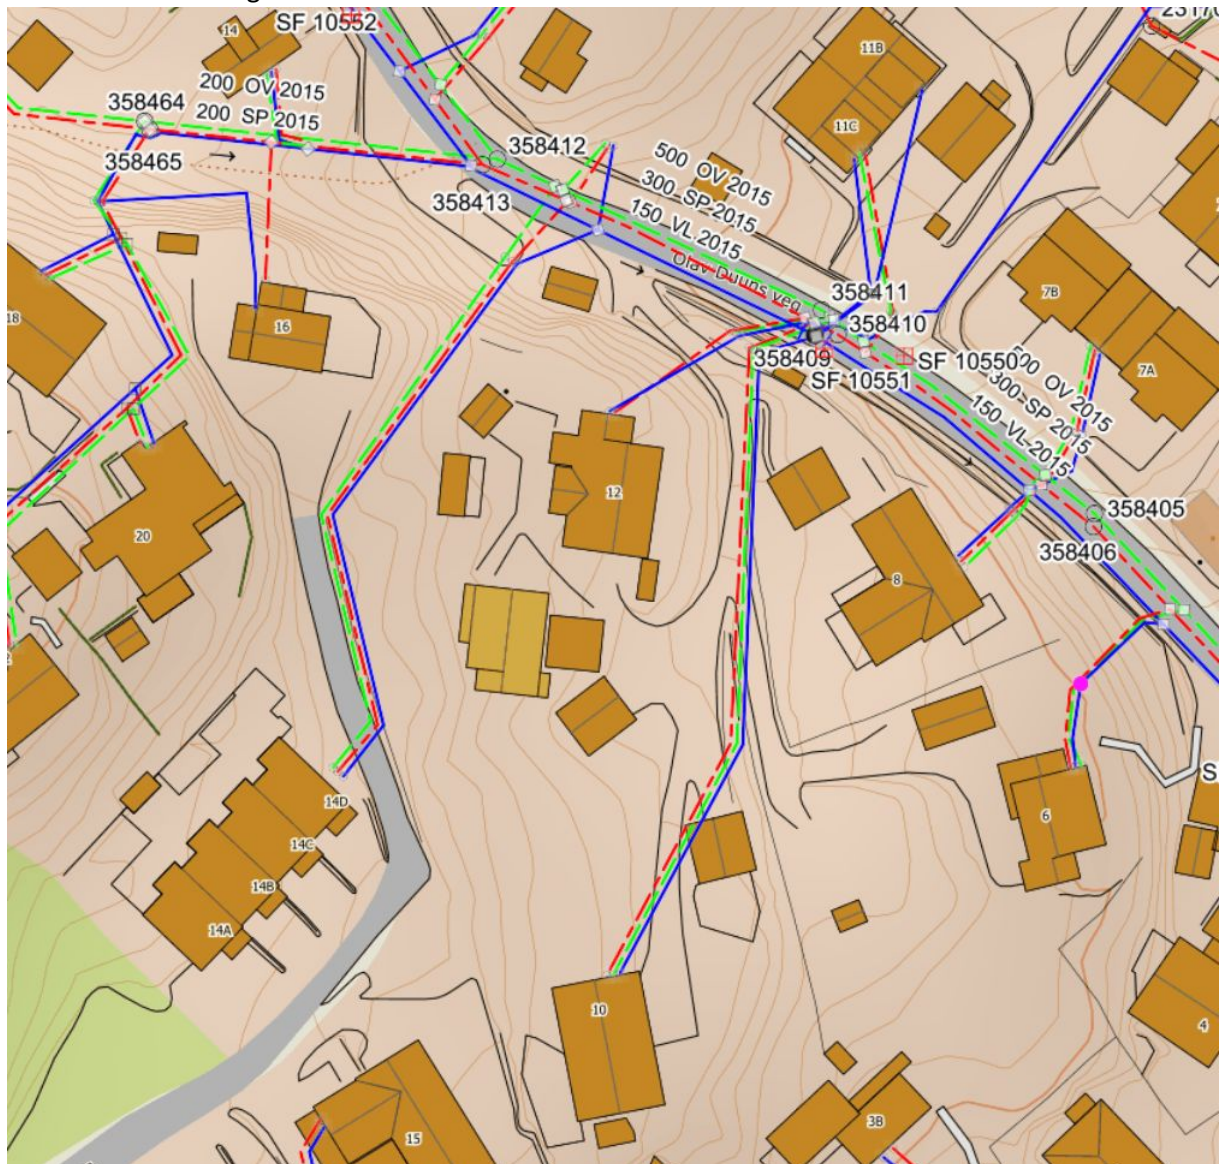 14
SF 10552
11B
200 OV 2015
358464
200 SP 2015
11C
358412
358465
500 OV 2015
300 SP 2015
358413
150 VL 2015
Olav Duuns veg
358411
7B
18
16
358410
358409
SF 10550
SF 10551
500 OV 2015
7A
300 SP 2015
150 VL 2015
12
358405
20
358406
8
14D
6
14C
14B
14A
10
4
3B
15